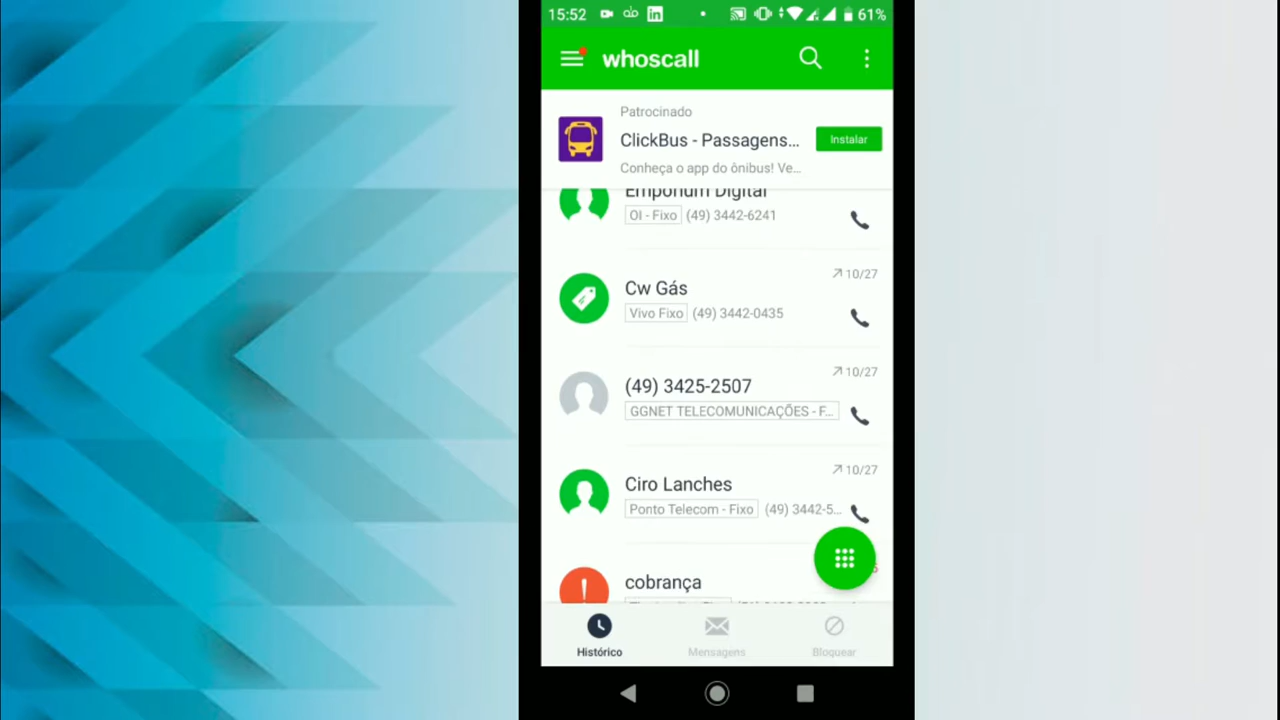 15:52 61%
whoscall
Patrocinado
ClickBus - Passagens...
Instalar
Conheça o app do ônibus! Ve...
Emporium Digital
OI - Fixo (49) 3442-6241
10/27
Cw Gás
Vivo Fixo (49) 3442-0435
10/27
(49) 3425-2507
GGNET TELECOMUNICAÇÕES - F...
10/27
Ciro Lanches
Ponto Telecom - Fixo (49) 3442-5...
cobrança
Histórico Mensagens Bloquear